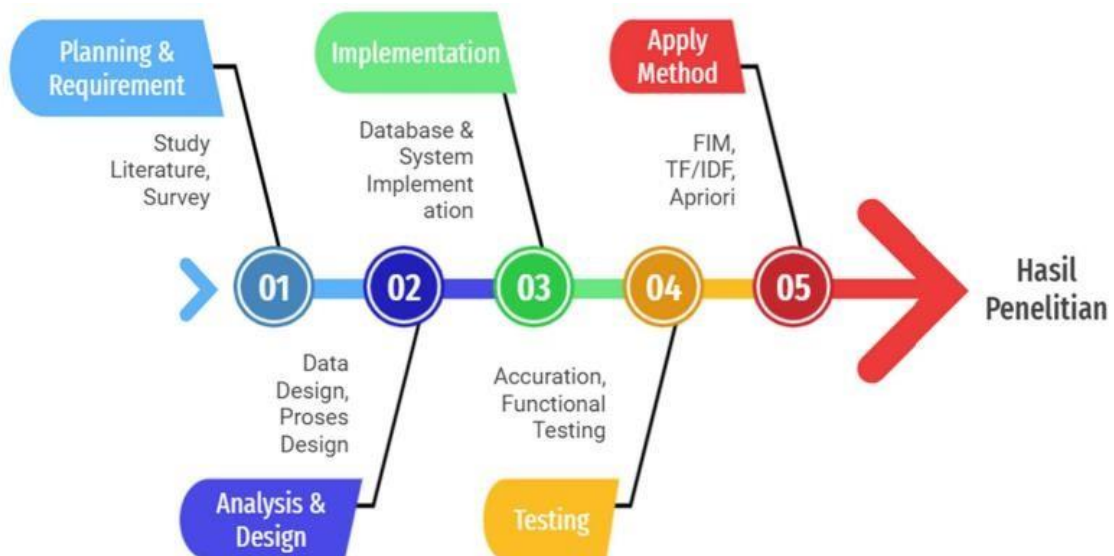 Planning &
Requirement
Study
Literature,
Survey
Implementation
Database &
System
Implement
ation
Apply
Method
FIM,
TF/IDF,
Apriori
01
02
03
04
05
Hasil
Penelitian
Data
Design,
Proses
Design
Analysis &
Design
Accuration,
Functional
Testing
Testing